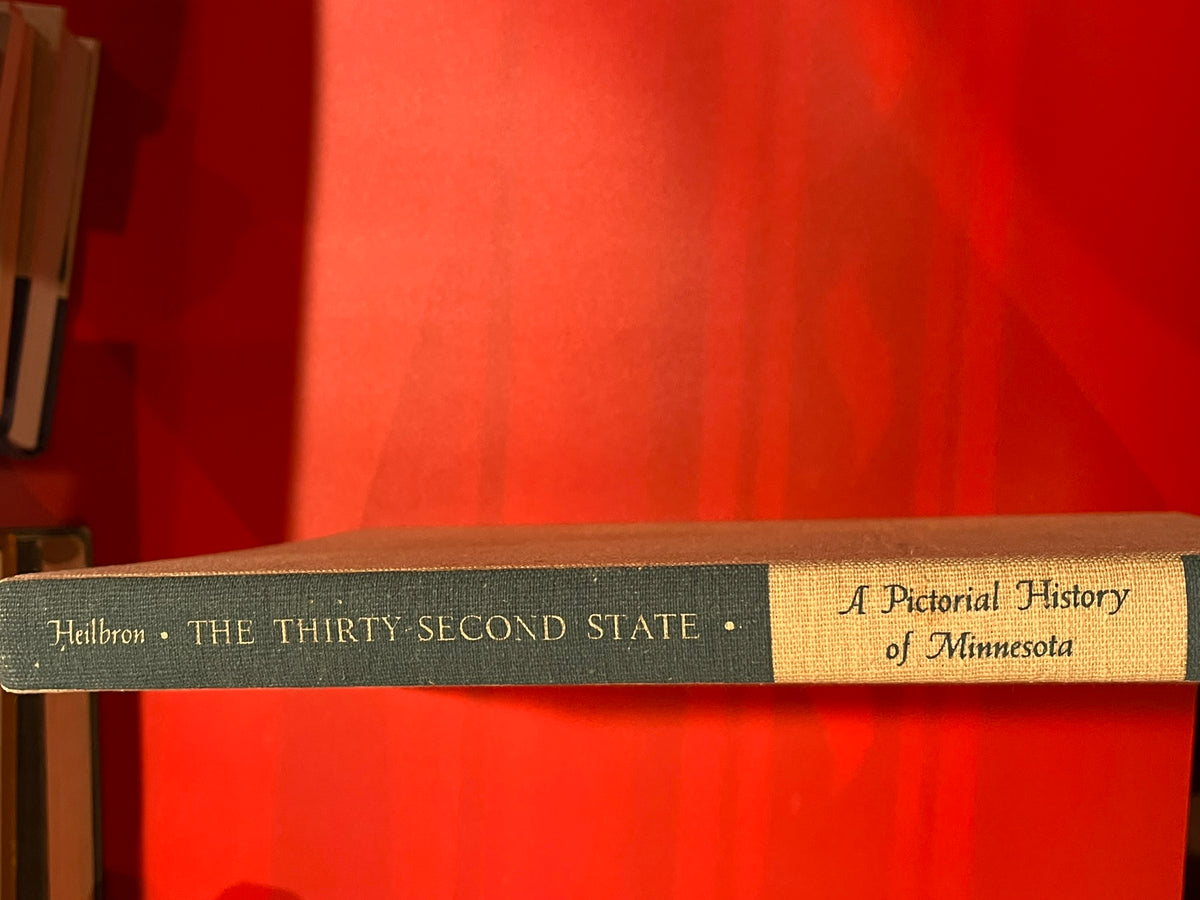 Heilbron • THE THIRTY-SECOND STATE •
A Pictorial History
of Minnesota